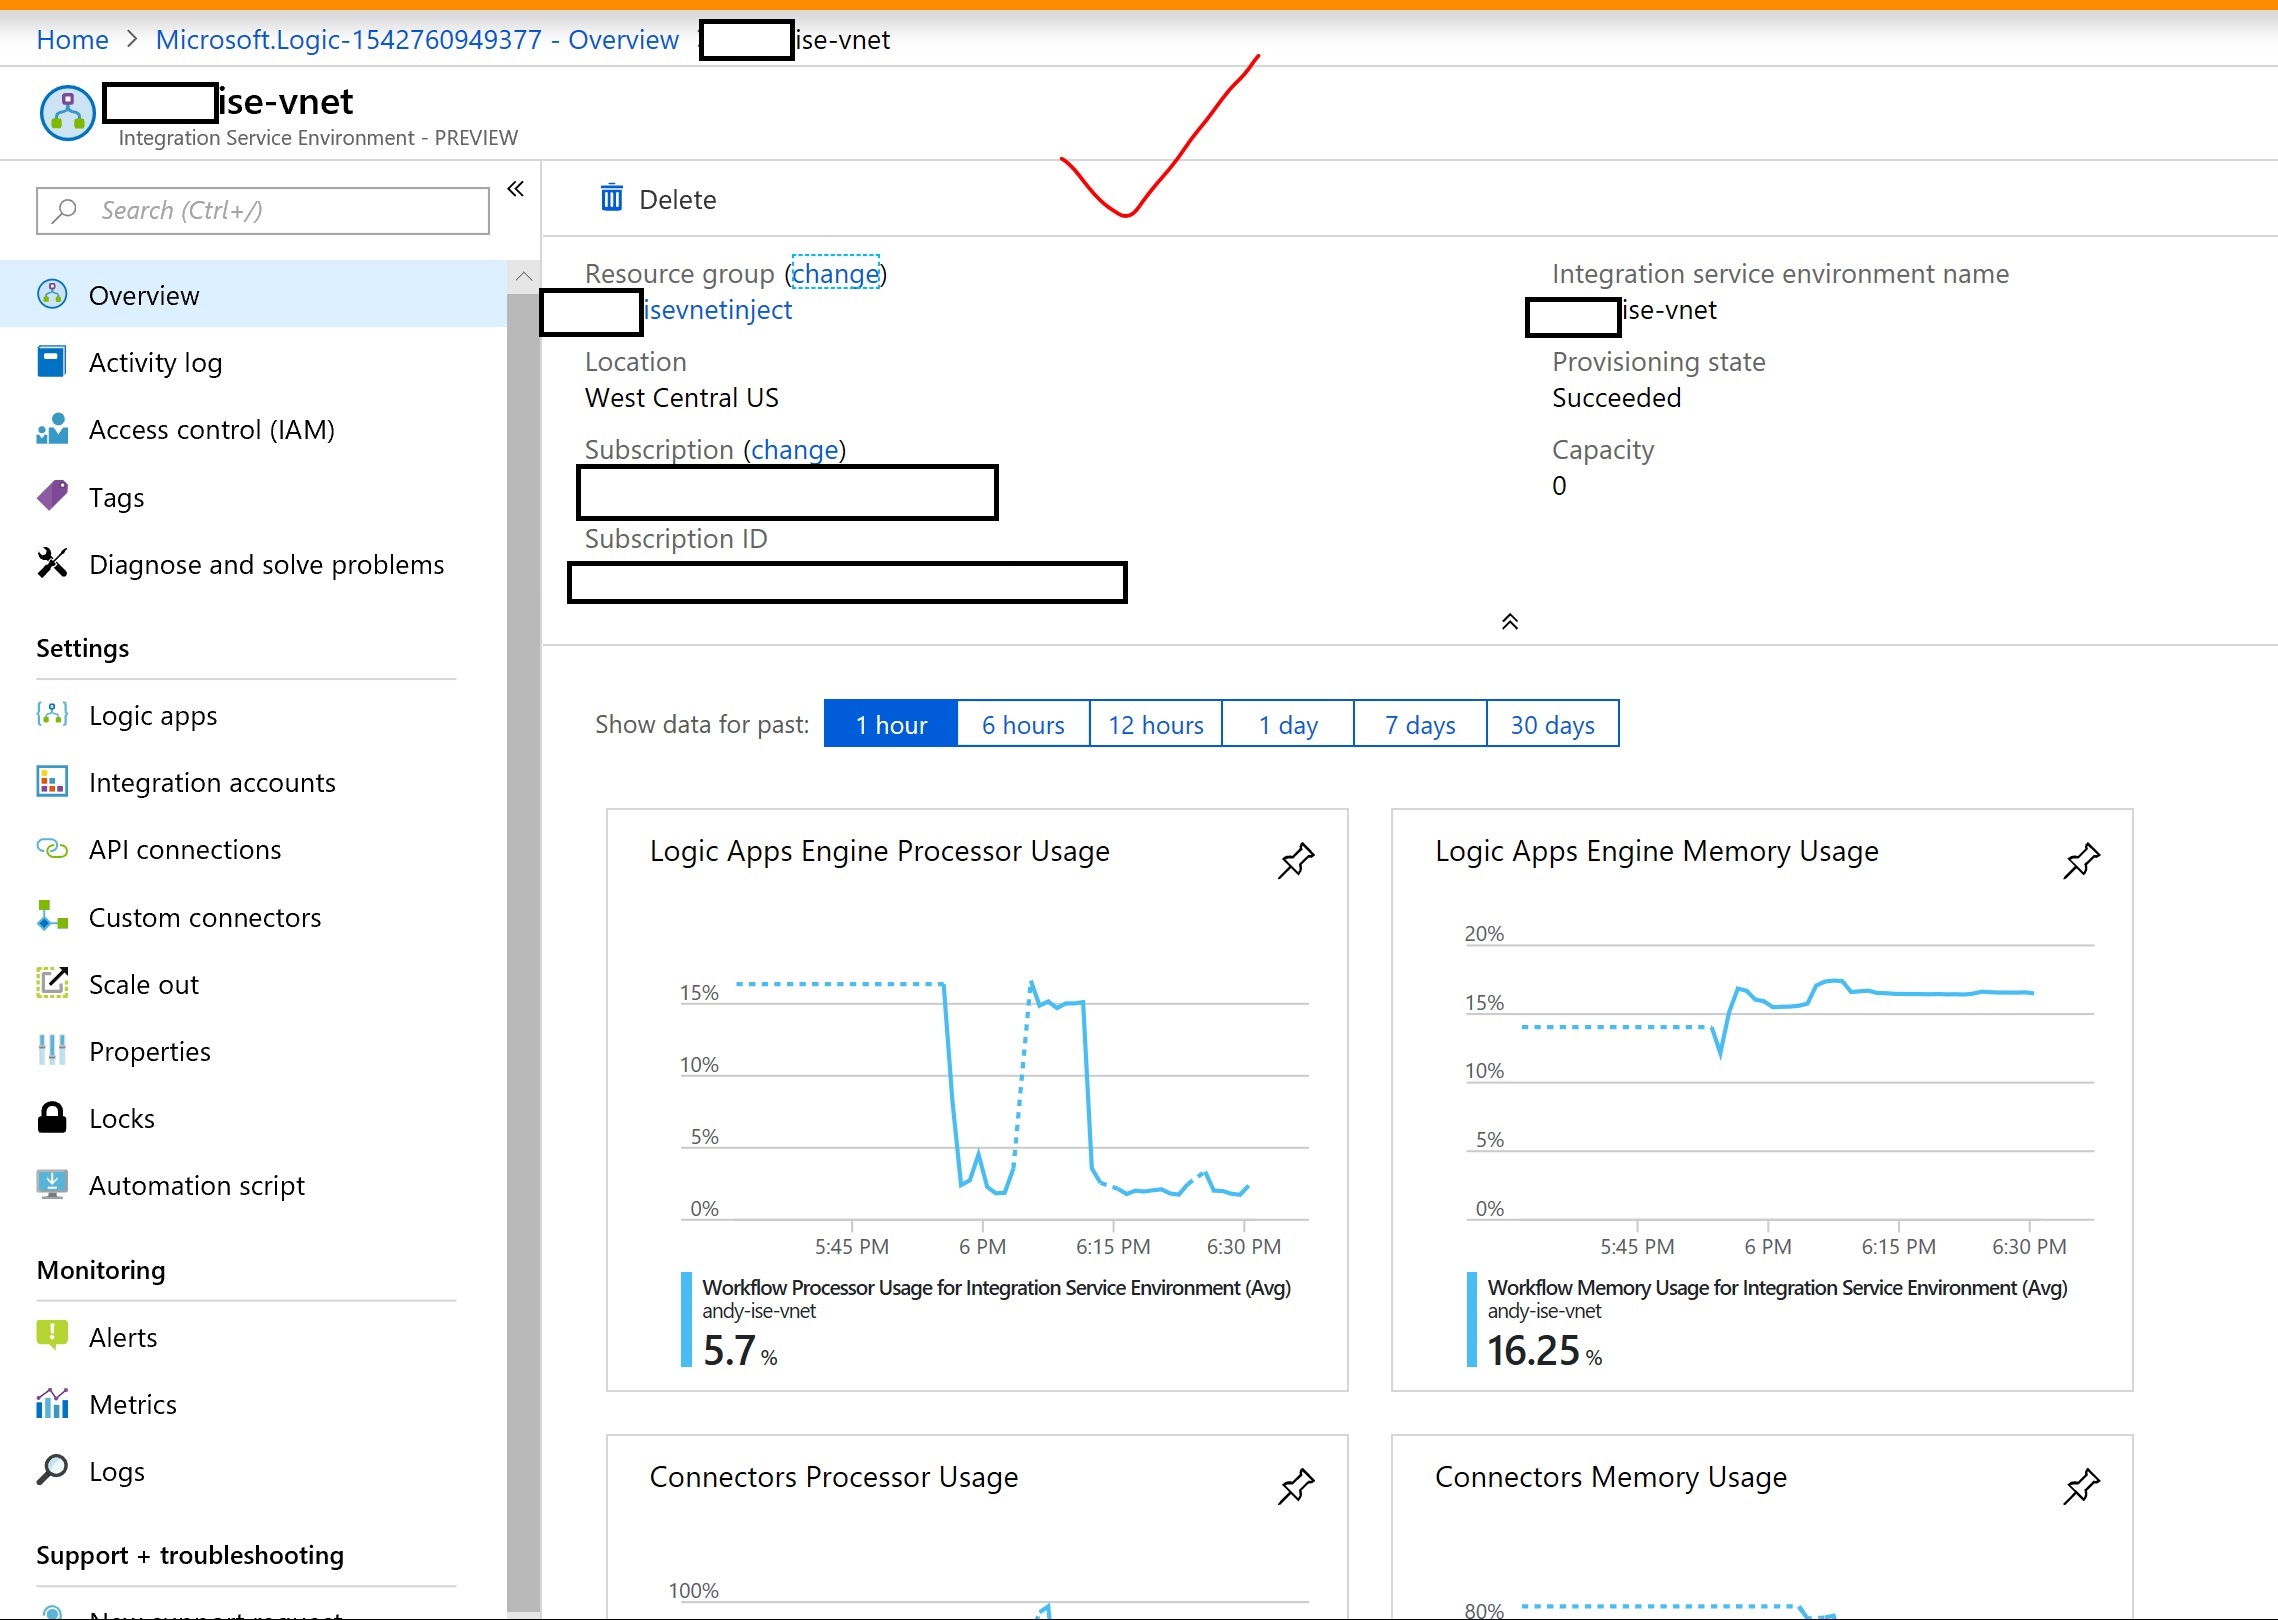 Home > Microsoft.Logic-1542760949377 - Overview ise-vnet
ise-vnet
Integration Service Environment - PREVIEW
Search (Ctrl+/)
Overview
Activity log
Access control (IAM)
Tags
Diagnose and solve problems
Settings
Logic apps
Integration accounts
API connections
Custom connectors
Scale out
Properties
Locks
Automation script
Monitoring
Alerts
Metrics
Logs
Support + troubleshooting
New support request
Delete
Resource group (change)
isevnetinject
Location
West Central US
Subscription (change)
Subscription ID
Integration service environment name
ise-vnet
Provisioning state
Succeeded
Capacity
0
Show data for past: 1 hour 6 hours 12 hours 1 day 7 days 30 days
Logic Apps Engine Processor Usage
15%
10%
5%
0%
5:45 PM 6 PM 6:15 PM 6:30 PM
Workflow Processor Usage for Integration Service Environment (Avg)
andy-ise-vnet
5.7 %
Logic Apps Engine Memory Usage
20%
15%
10%
5%
0%
5:45 PM 6 PM 6:15 PM 6:30 PM
Workflow Memory Usage for Integration Service Environment (Avg)
andy-ise-vnet
16.25 %
Connectors Processor Usage
100%
Connectors Memory Usage
80%